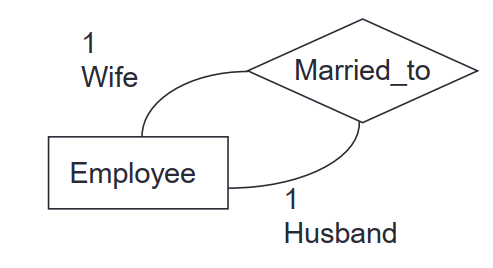 1
Wife
Married_to
Employee
1
Husband